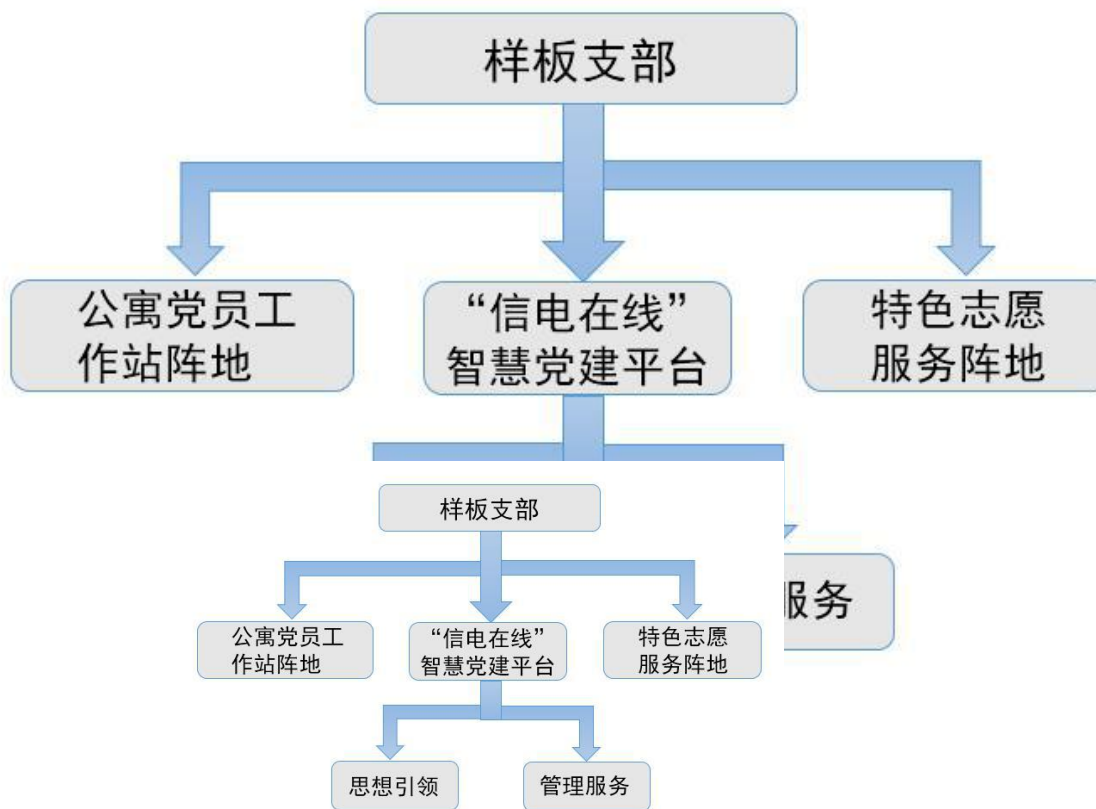 样板支部
公寓党员工
作站阵地
“信电在线”
智慧党建平台
特色志愿
服务阵地
服务
样板支部
公寓党员工
作站阵地
“信电在线”
智慧党建平台
特色志愿
服务阵地
思想引领
管理服务